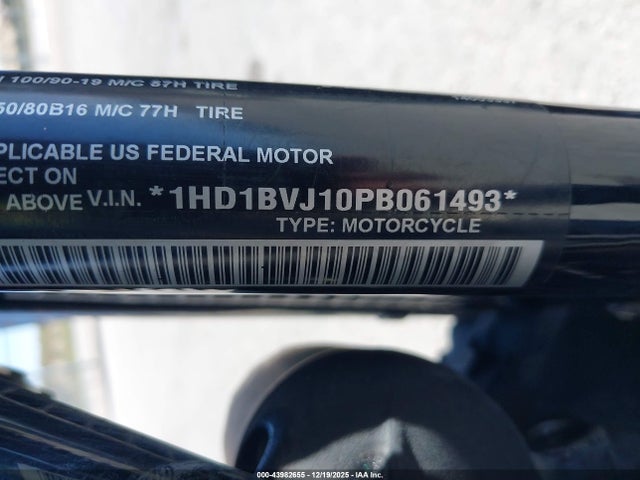 100/90-19 M/C 57H TIRE
50/80B16 M/C 77H TIRE
PLICABLE US FEDERAL MOTOR
ECT ON
ABOVE V.I.N. *1HD1BVJ10PB061493*
TYPE: MOTORCYCLE
000-43982655 - 12/19/2025 - IAA Inc.